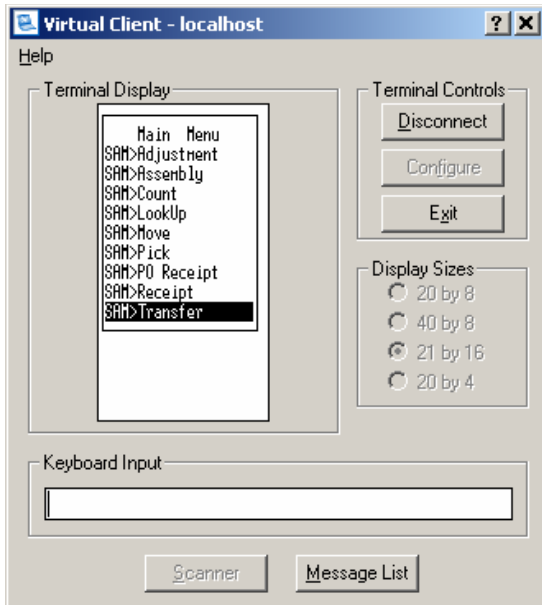 Virtual Client - localhost
Help
Terminal Display
Main Menu
SAM>Adjustment
SAM>Assembly
SAM>Count
SAM>LookUp
SAM>Move
SAM>Pick
SAM>PO Receipt
SAM>Receipt
SAM>Transfer
Terminal Controls
Disconnect
Configure
Exit
Display Sizes
20 by 8
40 by 8
21 by 16
20 by 4
Keyboard Input
Scanner
Message List